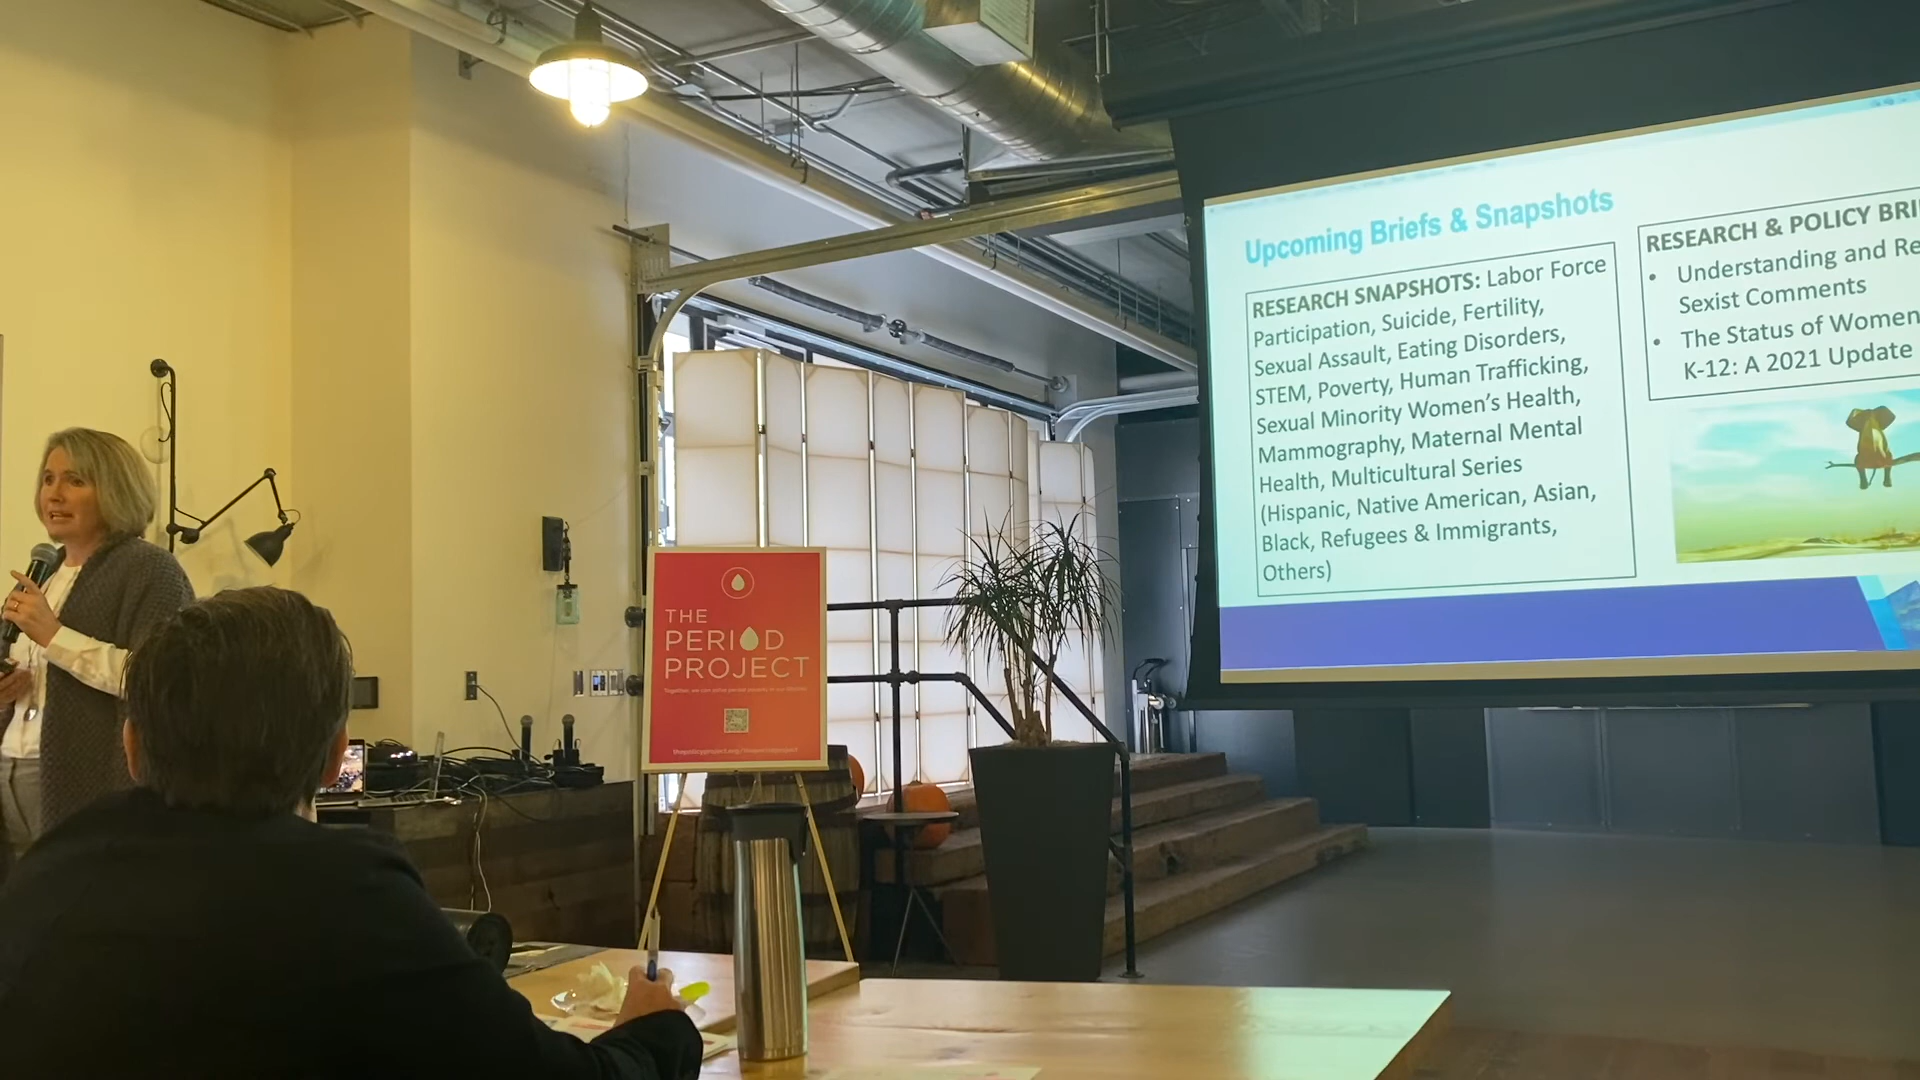 Upcoming Briefs & Snapshots
RESEARCH SNAPSHOTS: Labor Force
Participation, Suicide, Fertility,
Sexual Assault, Eating Disorders,
STEM, Poverty, Human Trafficking,
Sexual Minority Women's Health,
Mammography, Maternal Mental
Health, Multicultural Series
(Hispanic, Native American, Asian,
Black, Refugees & Immigrants,
Others)
RESEARCH & POLICY
• Understanding and
Sexist Comments
• The Status of Women
K-12: A 2021 Update
THE
PERIOD
PROJECT